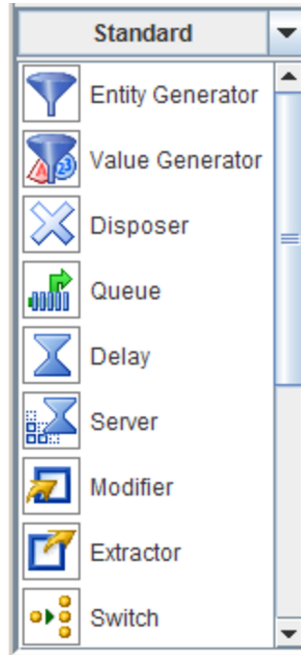 Standard
Entity Generator
Value Generator
Disposer
Queue
Delay
Server
Modifier
Extractor
Switch